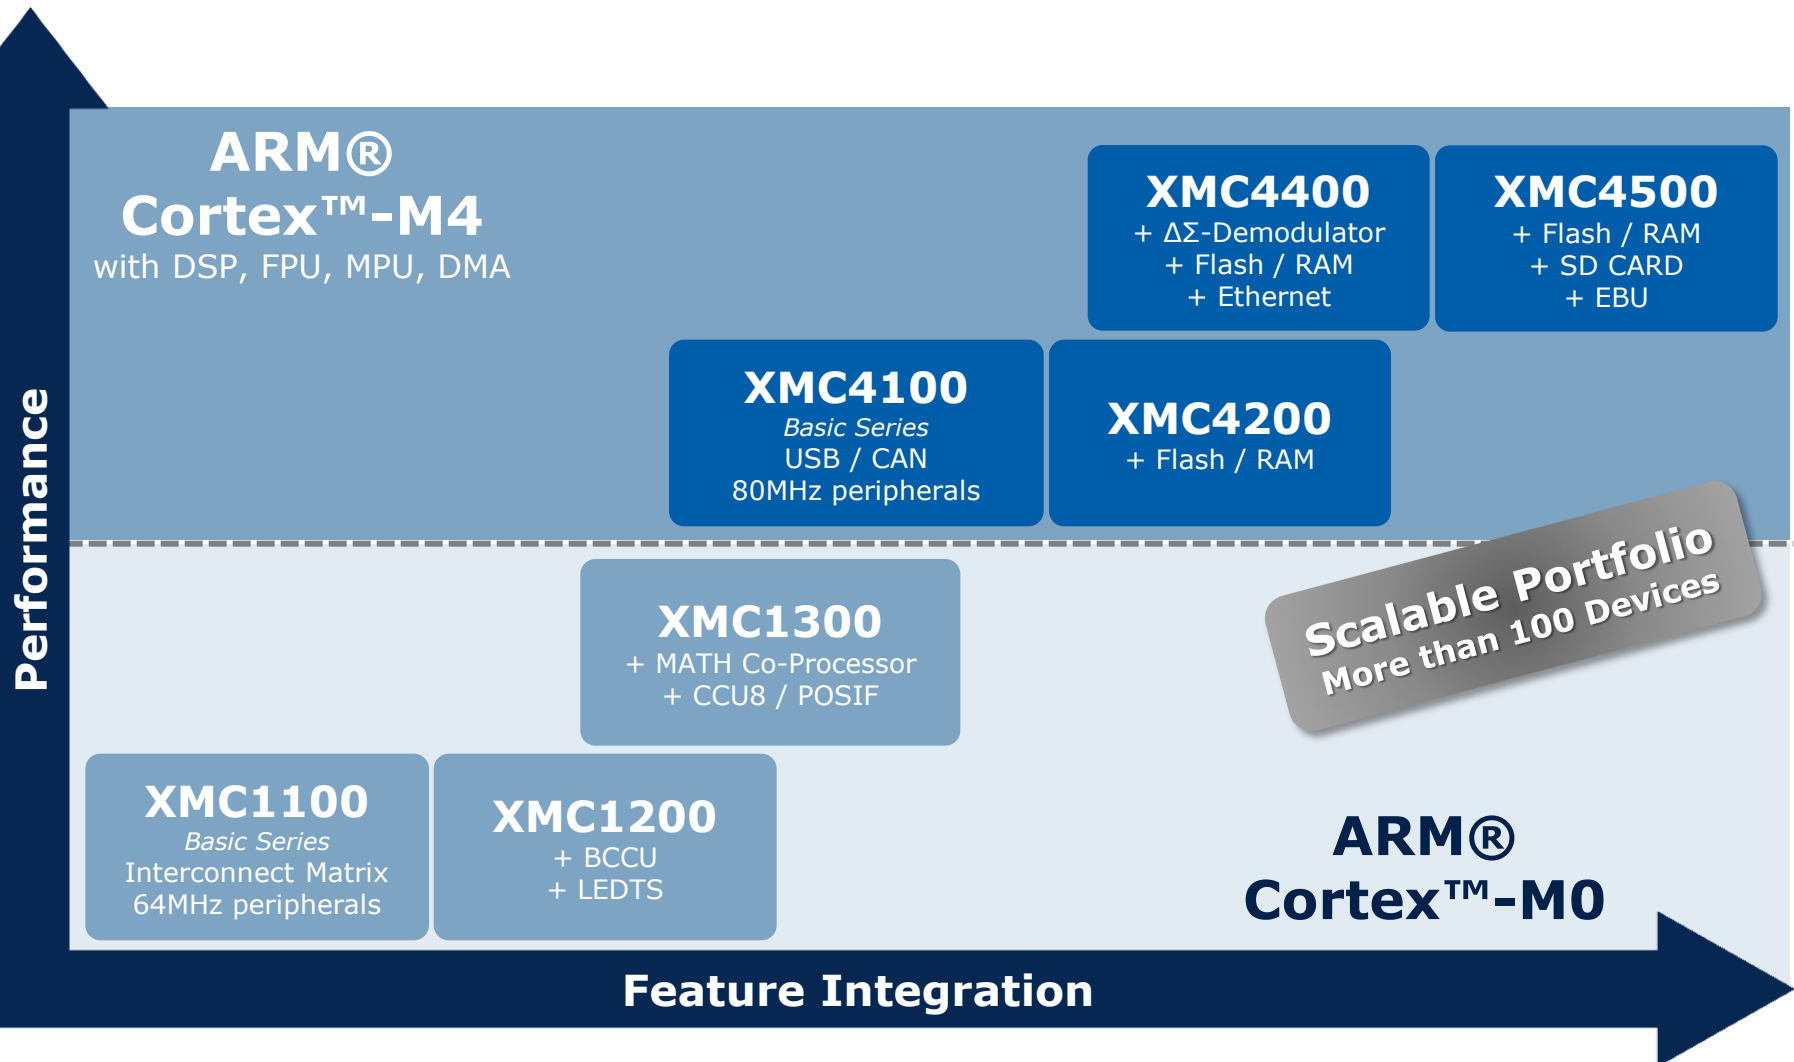 ARM®
Cortex™-M4
with DSP, FPU, MPU, DMA
XMC4400
+ ΔΣ-Demodulator
+ Flash / RAM
+ Ethernet
XMC4500
+ Flash / RAM
+ SD CARD
+ EBU
XMC4100
Basic Series
USB / CAN
80MHz peripherals
XMC4200
+ Flash / RAM
Performance
Scalable Portfolio
More than 100 Devices
XMC1300
+ MATH Co-Processor
+ CCU8 / POSIF
XMC1100
Basic Series
Interconnect Matrix
64MHz peripherals
XMC1200
+ BCCU
+ LEDTS
ARM®
Cortex™-M0
Feature Integration